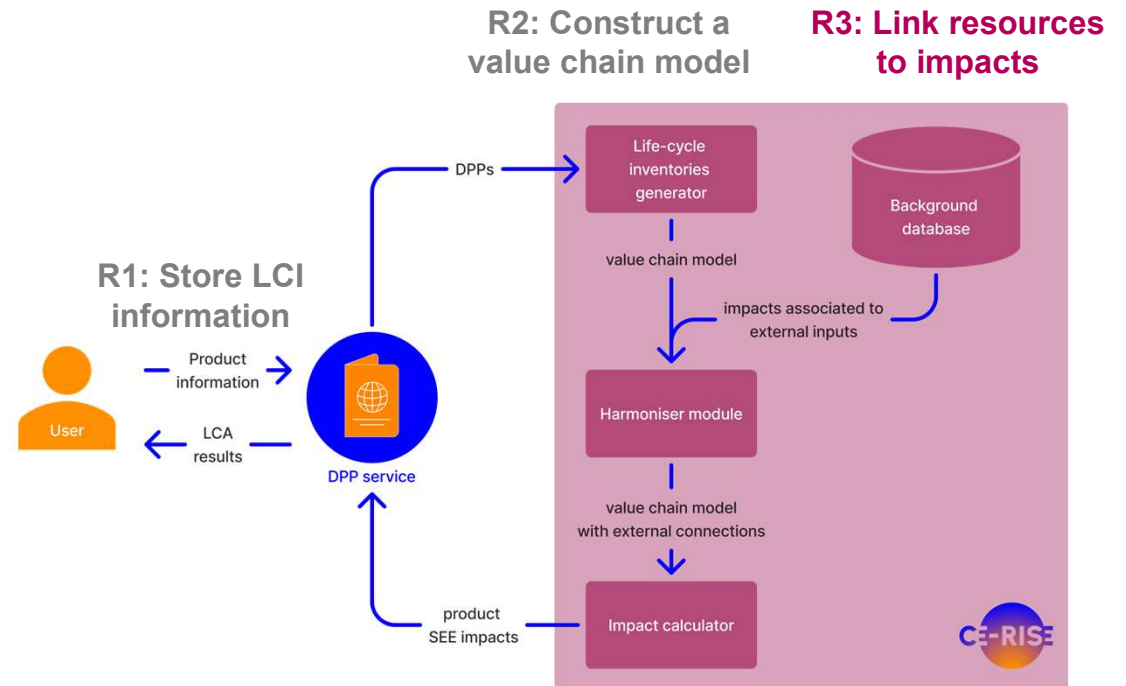 R2: Construct a
value chain model
R3: Link resources
to impacts
Life-cycle
inventories
generator
DPPs
Background
database
value chain model
R1: Store LCI
information
impacts associated to
external inputs
Product
information
Harmoniser module
User
LCA
results
DPP service
value chain model
with external connections
product
SEE impacts
Impact calculator
CE-RISE